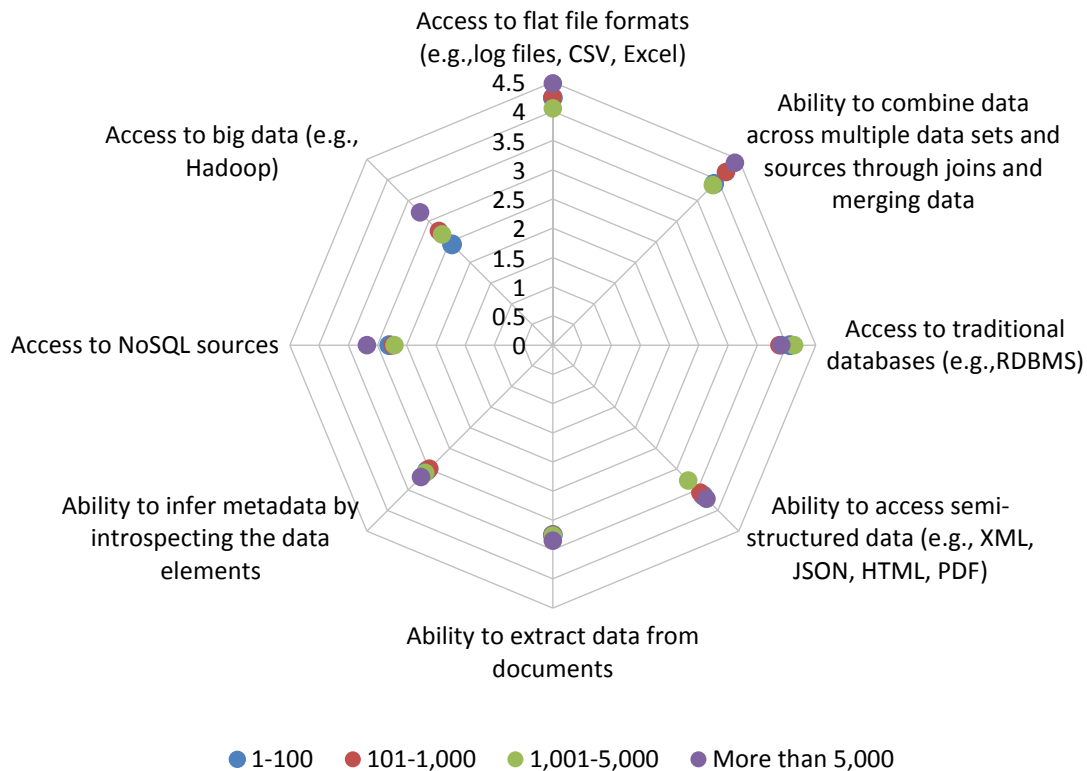 Access to flat file formats
(e.g.,log files, CSV, Excel)
Ability to combine data
across multiple data sets and
sources through joins and
merging data
Access to big data (e.g.,
Hadoop)
4.5
4
3.5
3
2.5
2
1.5
1
0.5
0
Access to NoSQL sources
Access to traditional
databases (e.g.,RDBMS)
Ability to infer metadata by
introspecting the data
elements
Ability to access semi-
structured data (e.g., XML,
JSON, HTML, PDF)
Ability to extract data from
documents
1-100
101-1,000
1,001-5,000
More than 5,000